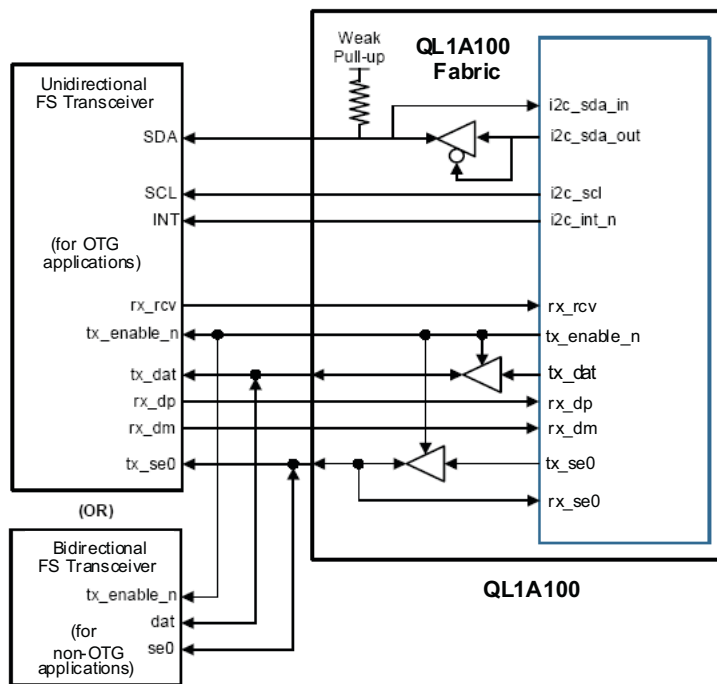 Weak
Pull-up
QL1A100
Fabric
Unidirectional
FS Transceiver
SDA
SCL
INT
(for OTG
applications)
rx_rcv
tx_enable_n
tx_dat
rx_dp
rx_dm
tx_se0
i2c_sda_in
i2c_sda_out
i2c_scl
i2c_int_n
rx_rcv
tx_enable_n
tx_dat
rx_dp
rx_dm
tx_se0
rx_se0
(OR)
Bidirectional
FS Transceiver
tx_enable_n
dat
(for
se0
non-OTG
applications)
QL1A100